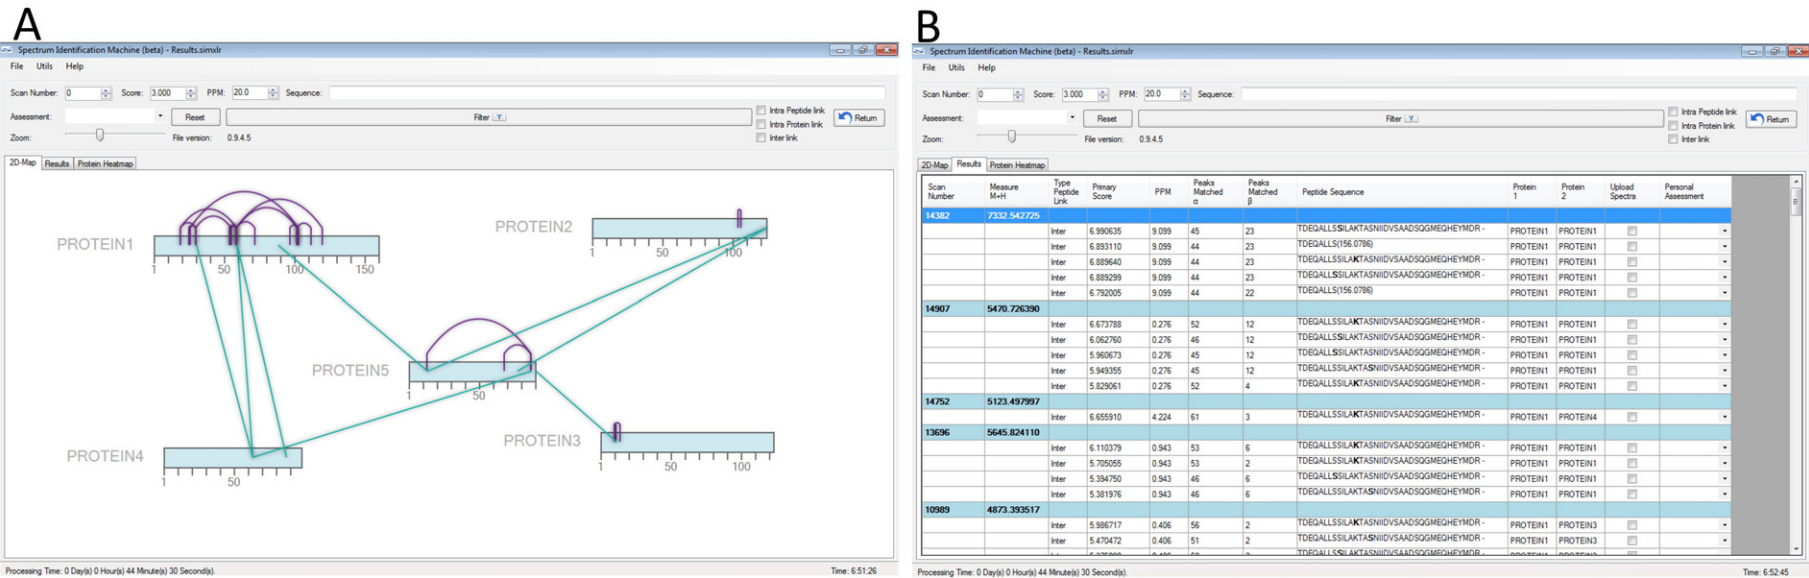 A
Spectrum Identification Machine (beta) - Results.simxlr
File Utils Help
Scan Number: 0 Score: 3.000 PPM: 20.0 Sequence:
Assessment: Reset Filter Intra Peptide link Intra Protein link Inter link Return
Zoom: File version: 0.9.4.5
2D-Map Results Protein Heatmap
PROTEIN1
1 50 100 150
PROTEIN2
1 50 100
PROTEIN5
1 50
PROTEIN3
1 50 100
PROTEIN4
1 50
Processing Time: 0 Day(s) 0 Hour(s) 44 Minute(s) 30 Second(s). Time: 6:51:26
B
Spectrum Identification Machine (beta) - Results.simxlr
File Utils Help
Scan Number: 0 Score: 3.000 PPM: 20.0 Sequence:
Assessment: Reset Filter Intra Peptide link Intra Protein link Inter link Return
Zoom: File version: 0.9.4.5
2D-Map Results Protein Heatmap
Scan Number Measure M+H Type Peptide Link Primary Score PPM Peaks Matched α Peaks Matched β Peptide Sequence Protein 1 Protein 2 Upload Spectra Personal Assessment
14382 7332.542725
Inter 6.990635 9.099 45 23 TDEQALLSSILAKTASNIIDVSAADSQGMEQHEYMDR - PROTEIN1 PROTEIN1
Inter 6.893110 9.099 44 23 TDEQALLS(156.0786) PROTEIN1 PROTEIN1
Inter 6.889640 9.099 44 23 TDEQALLSSILAKTASNIIDVSAADSQGMEQHEYMDR - PROTEIN1 PROTEIN1
Inter 6.889299 9.099 44 23 TDEQALLSSILAKTASNIIDVSAADSQGMEQHEYMDR - PROTEIN1 PROTEIN1
Inter 6.792005 9.099 44 22 TDEQALLS(156.0786) PROTEIN1 PROTEIN1
14907 5470.726390
Inter 6.673788 0.276 52 12 TDEQALLSSILAKTASNIIDVSAADSQGMEQHEYMDR - PROTEIN1 PROTEIN1
Inter 6.062760 0.276 46 12 TDEQALLSSILAKTASNIIDVSAADSQGMEQHEYMDR - PROTEIN1 PROTEIN1
Inter 5.960673 0.276 45 12 TDEQALLSSILAKTASNIIDVSAADSQGMEQHEYMDR - PROTEIN1 PROTEIN1
Inter 5.949355 0.276 45 12 TDEQALLSSILAKTASNIIDVSAADSQGMEQHEYMDR - PROTEIN1 PROTEIN1
Inter 5.829061 0.276 52 4 TDEQALLSSILAKTASNIIDVSAADSQGMEQHEYMDR - PROTEIN1 PROTEIN1
14752 5123.497997
Inter 6.655910 4.224 61 3 TDEQALLSSILAKTASNIIDVSAADSQGMEQHEYMDR - PROTEIN1 PROTEIN4
13696 5645.824110
Inter 6.110379 0.943 53 6 TDEQALLSSILAKTASNIIDVSAADSQGMEQHEYMDR - PROTEIN1 PROTEIN1
Inter 5.705055 0.943 53 2 TDEQALLSSILAKTASNIIDVSAADSQGMEQHEYMDR - PROTEIN1 PROTEIN1
Inter 5.394750 0.943 46 6 TDEQALLSSILAKTASNIIDVSAADSQGMEQHEYMDR - PROTEIN1 PROTEIN1
Inter 5.381976 0.943 46 6 TDEQALLSSILAKTASNIIDVSAADSQGMEQHEYMDR - PROTEIN1 PROTEIN1
10989 4873.393517
Inter 5.986717 0.406 56 2 TDEQALLSSILAKTASNIIDVSAADSQGMEQHEYMDR - PROTEIN1 PROTEIN3
Inter 5.470472 0.406 51 2 TDEQALLSSILAKTASNIIDVSAADSQGMEQHEYMDR - PROTEIN1 PROTEIN3
Processing Time: 0 Day(s) 0 Hour(s) 44 Minute(s) 30 Second(s). Time: 6:52:45